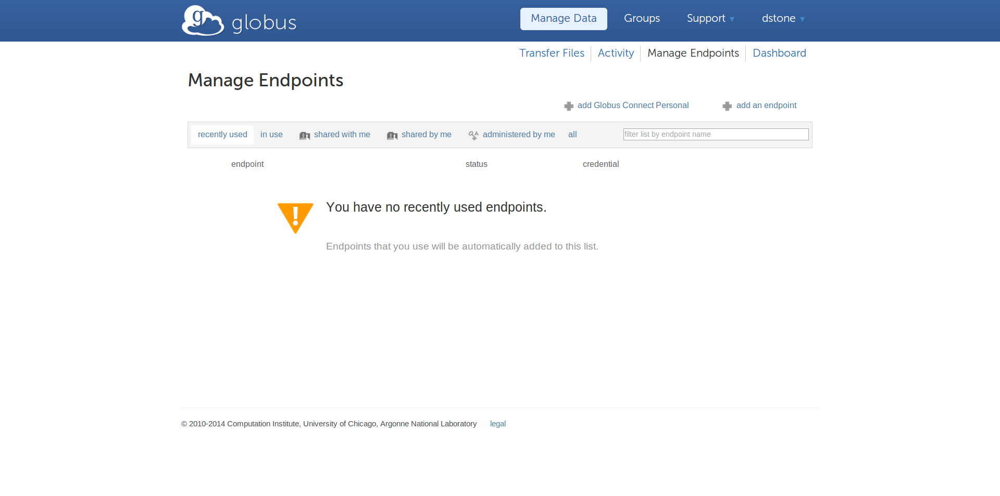 g globus
Manage Data Groups Support ▼ dstone ▼
Transfer Files Activity Manage Endpoints Dashboard
Manage Endpoints
add Globus Connect Personal add an endpoint
recently used in use shared with me shared by me administered by me all filter list by endpoint name
endpoint status credential
! You have no recently used endpoints.
Endpoints that you use will be automatically added to this list.
© 2010-2014 Computation Institute, University of Chicago, Argonne National Laboratory legal